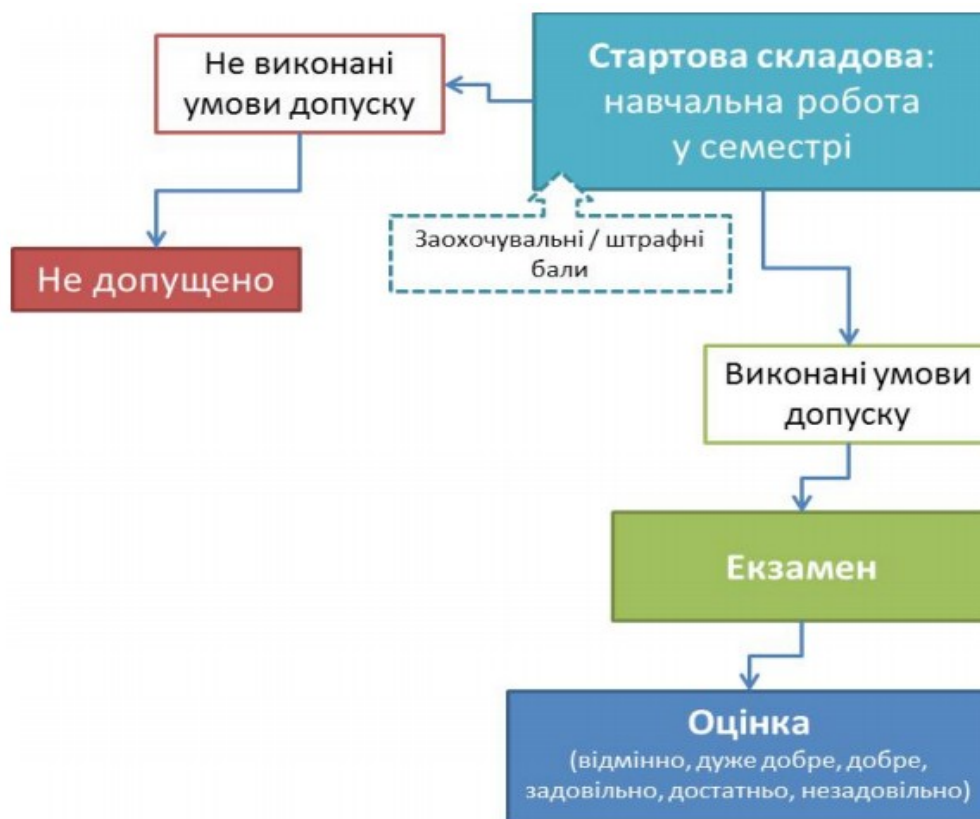 Не виконані
умови допуску
Стартова складова:
навчальна робота
у семестрі
Заохочувальні / штрафні
бали
Не допущено
Виконані умови
допуску
Екзамен
Оцінка
(відмінно, дуже добре, добре,
задовільно, достатньо, незадовільно)